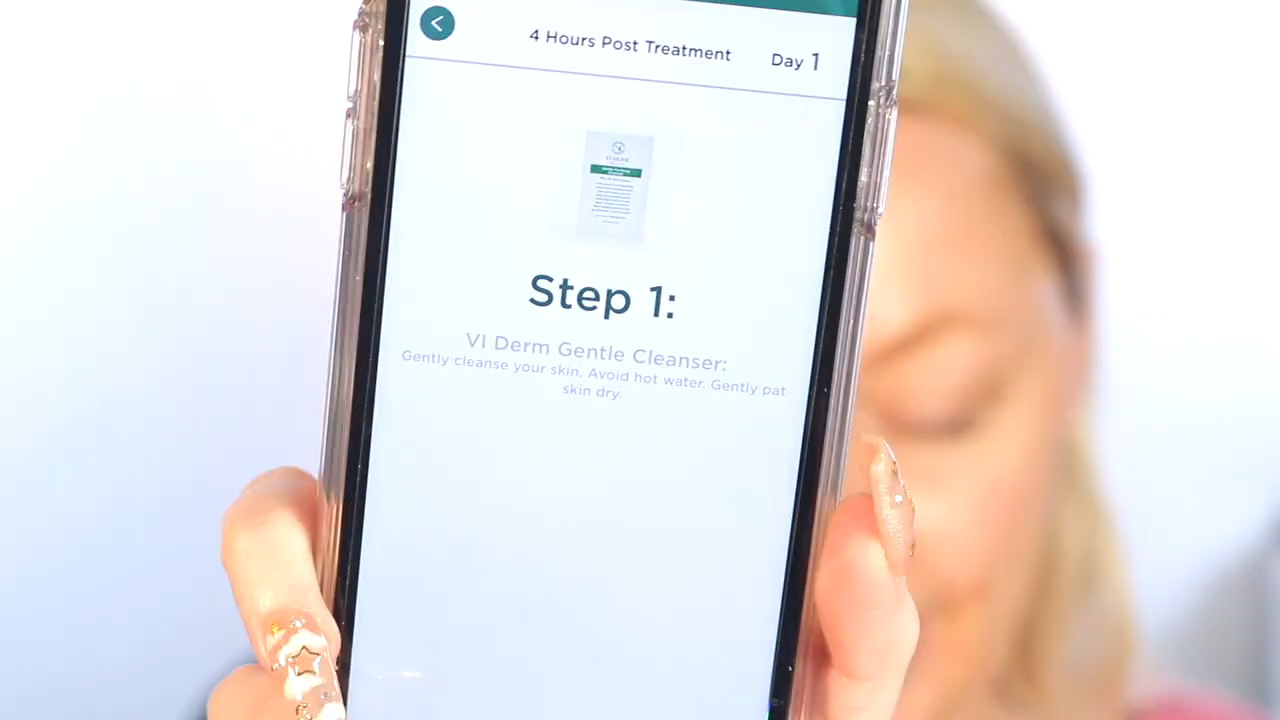 4 Hours Post Treatment
Day 1
Step 1:
VI Derm Gentle Cleanser:
Gently cleanse your skin. Avoid hot water. Gently pat
skin dry.